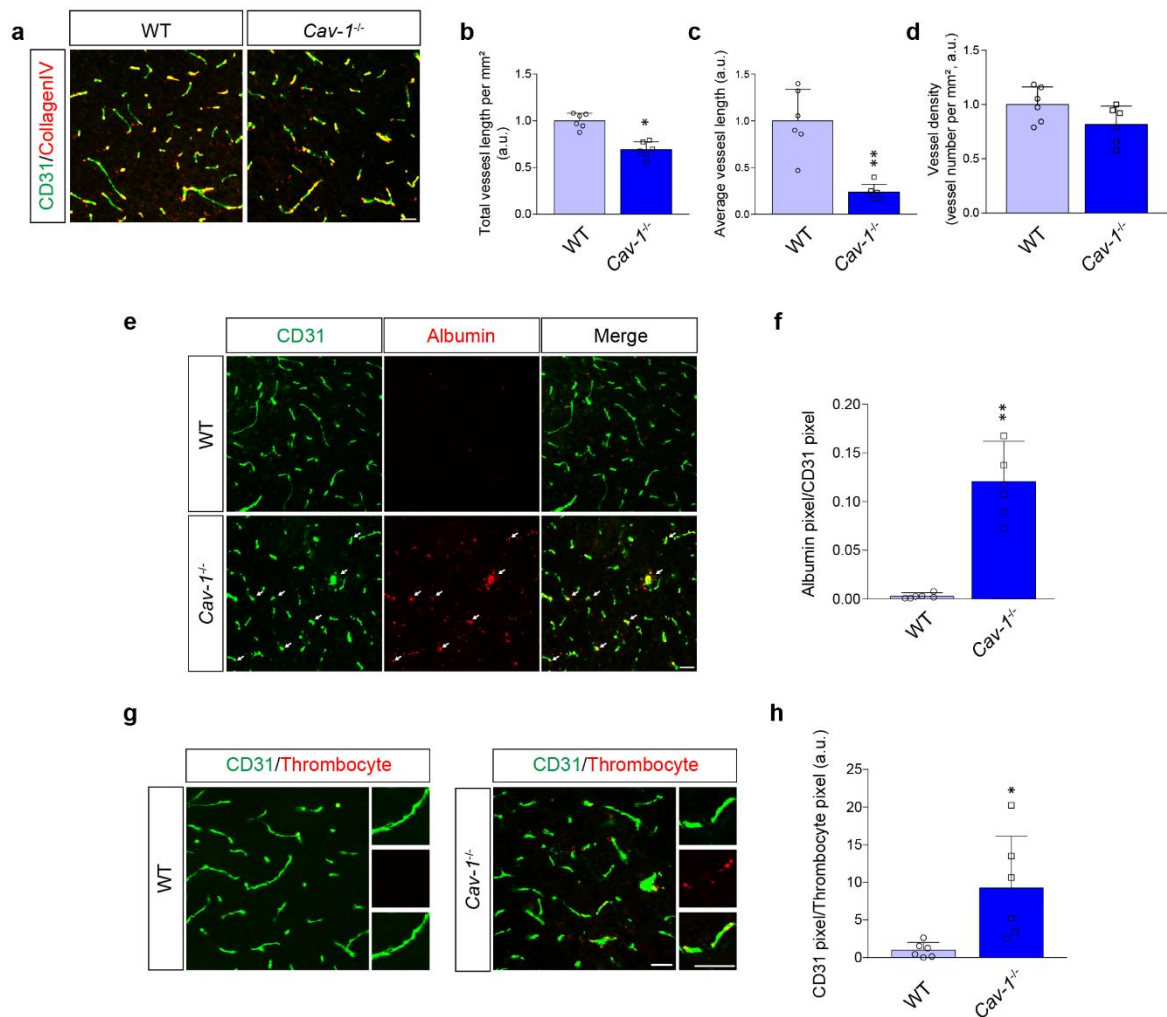 a
WT
Cav-1-/-
CD31/CollagenIV
b
Total vessesl length per mm²
(a.u.)
1.5
1.0
0.5
0.0
*
WT
Cav-1-/-
c
Average vessesl length (a.u.)
1.5
1.0
0.5
0.0
**
WT
Cav-1-/-
d
Vessel density
(vessel number per mm², a.u.)
1.5
1.0
0.5
0.0
WT
Cav-1-/-
e
CD31
Albumin
Merge
WT
Cav-1-/-
f
Albumin pixel/CD31 pixel
0.20
0.15
0.10
0.05
0.00
**
WT
Cav-1-/-
g
CD31/Thrombocyte
WT
CD31/Thrombocyte
Cav-1-/-
h
CD31 pixel/Thrombocyte pixel (a.u.)
25
20
15
10
5
0
*
WT
Cav-1-/-